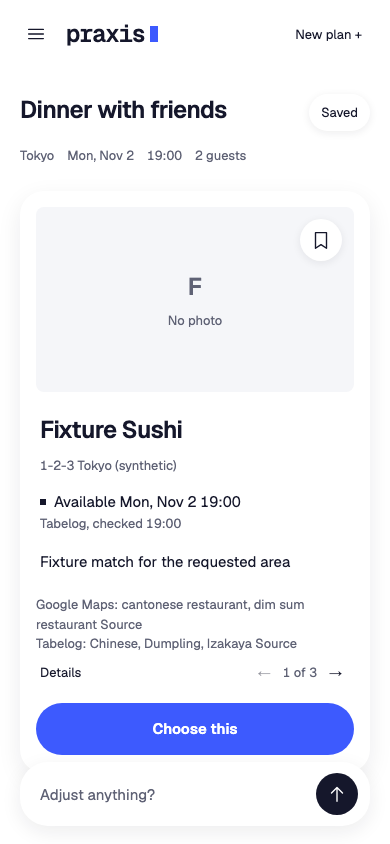 praxis
New plan +
Dinner with friends
Saved
Tokyo Mon, Nov 2 19:00 2 guests
F
No photo
Fixture Sushi
1-2-3 Tokyo (synthetic)
Available Mon, Nov 2 19:00
Tabelog, checked 19:00
Fixture match for the requested area
Google Maps: cantonese restaurant, dim sum
restaurant Source
Tabelog: Chinese, Dumpling, Izakaya Source
Details ← 1 of 3 →
Choose this
Adjust anything?